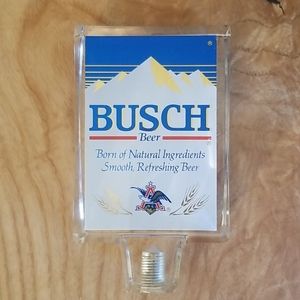 ®
BUSCH
Beer
Born of Natural Ingredients
Smooth, Refreshing Beer